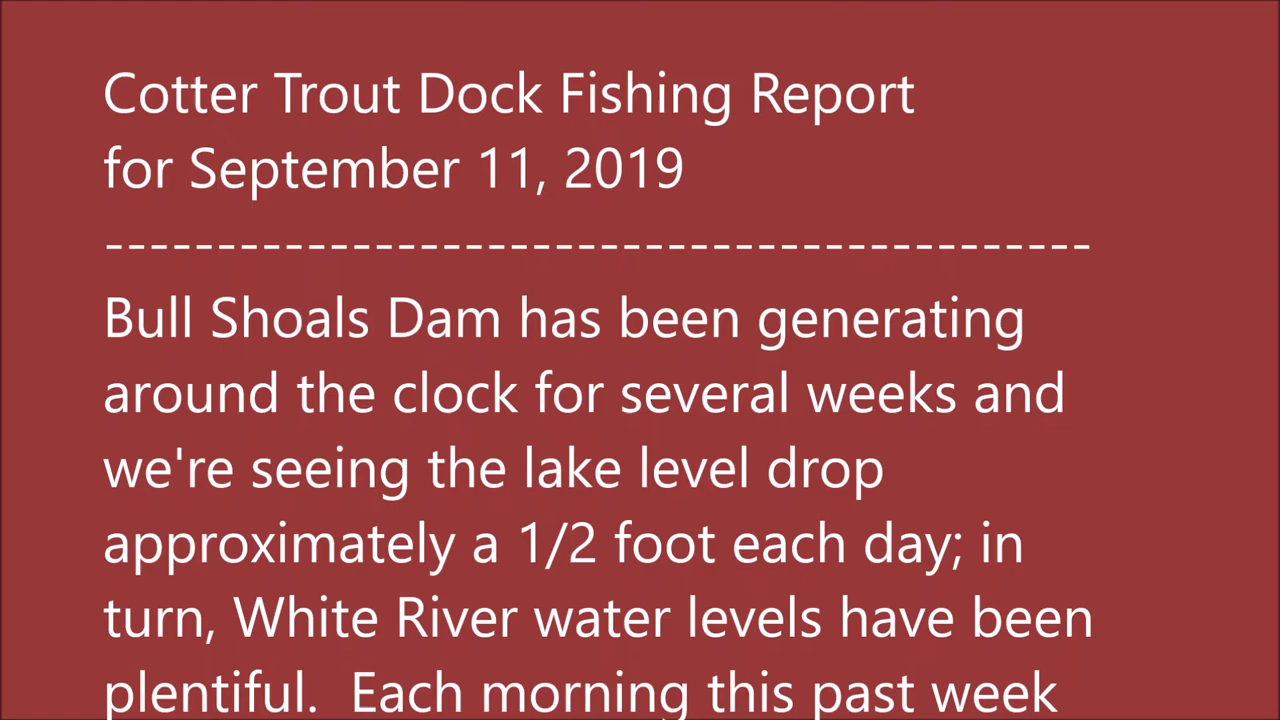 Cotter Trout Dock Fishing Report
for September 11, 2019
--------------------------------------------
Bull Shoals Dam has been generating
around the clock for several weeks and
we're seeing the lake level drop
approximately a 1/2 foot each day; in
turn, White River water levels have been
plentiful.  Each morning this past week